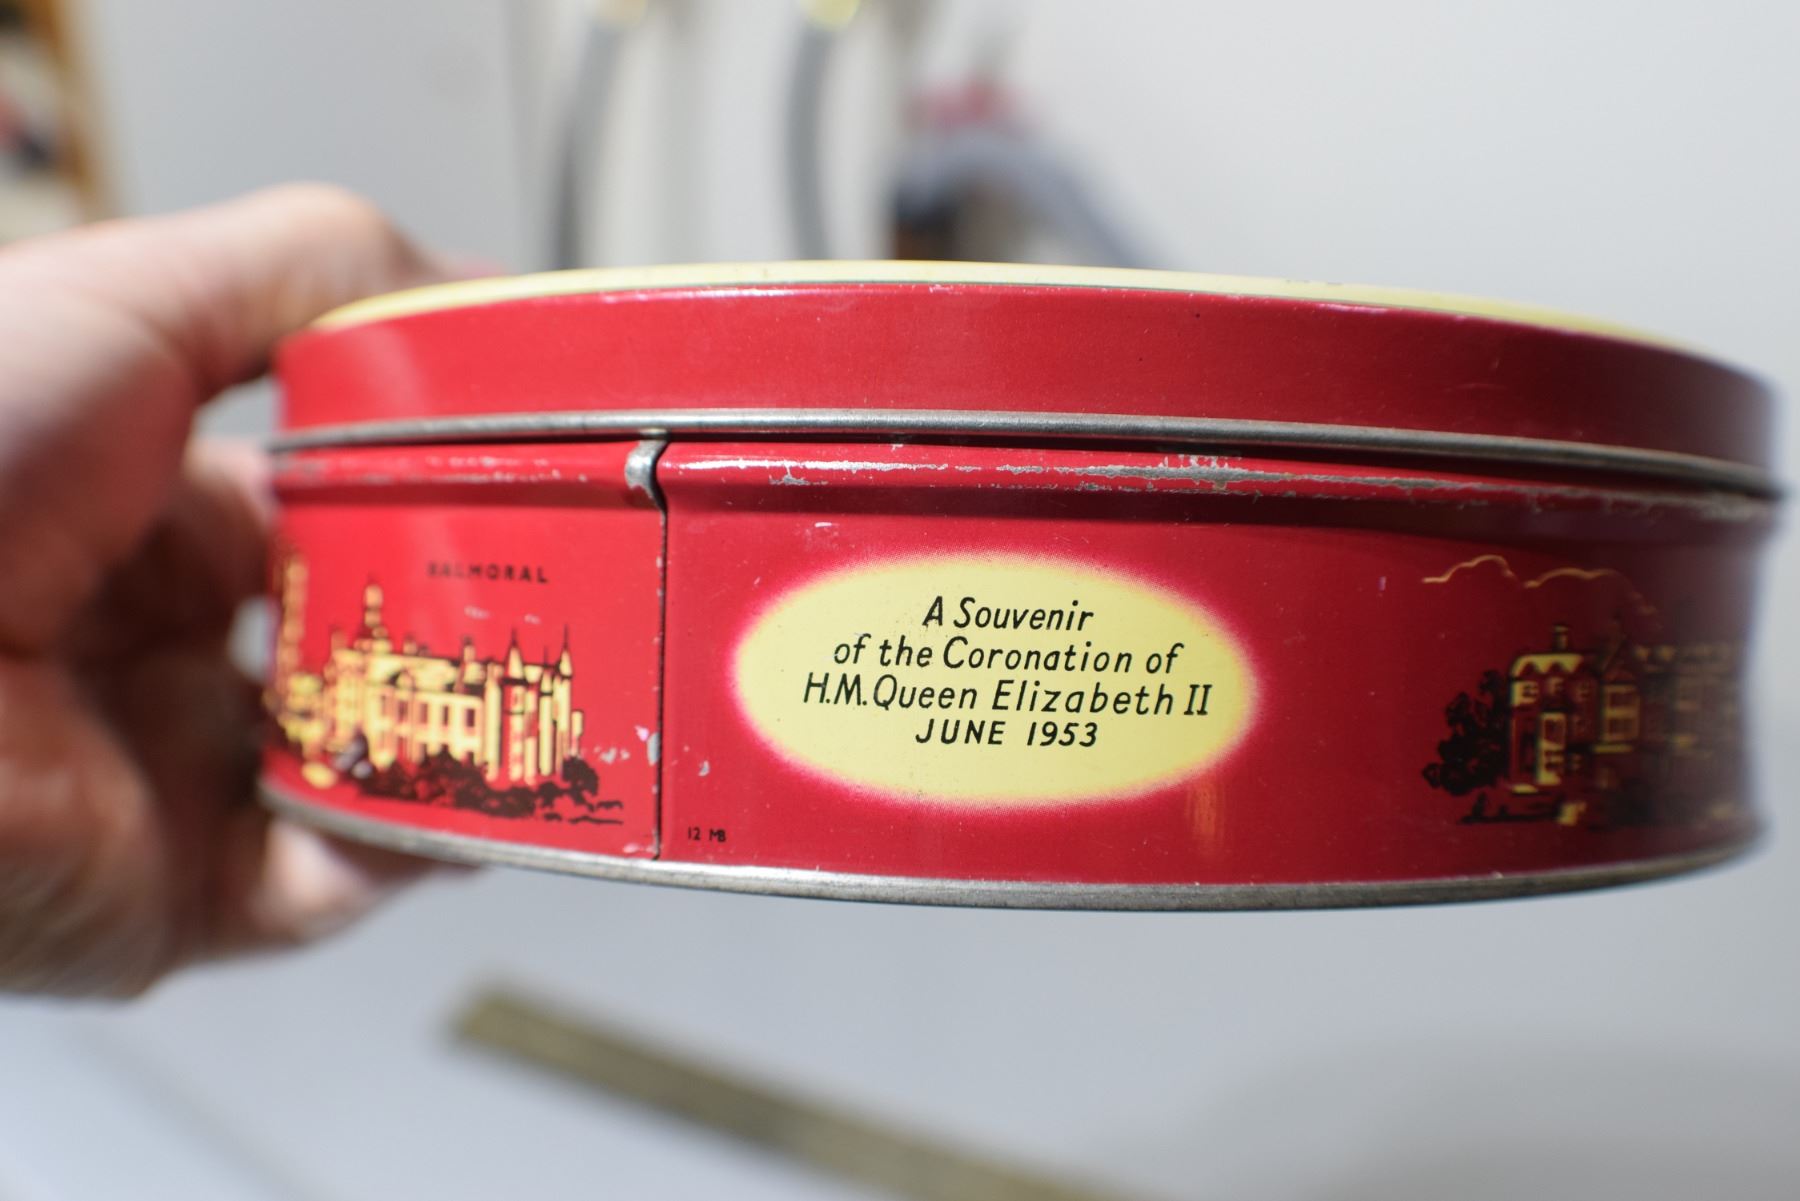 BALMORAL
A Souvenir
of the Coronation of
H.M. Queen Elizabeth II
JUNE 1953
12 MB